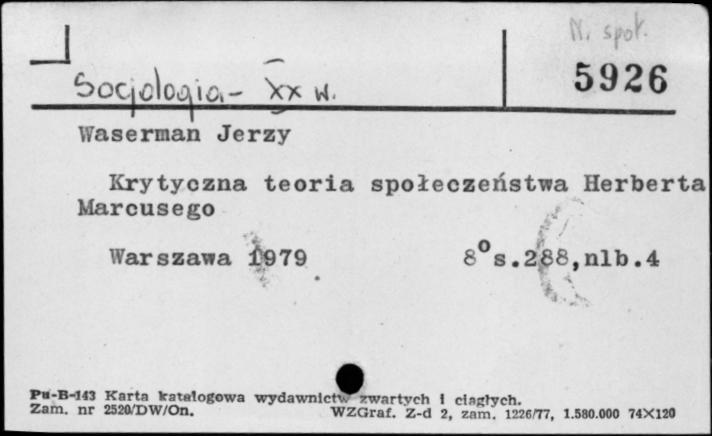 N. społ.
5926
Socjologia - XX w.
Waserman Jerzy
Krytyczna teoria społeczeństwa Herberta
Marcusego
Warszawa 1979 8° s.288,nlb.4
Pu-B-143 Karta katalogowa wydawnictw zwartych i ciągłych.
Zam. nr 2520/DW/On. WZGraf. Z-d 2, zam. 1226/77, 1.580.000 74X120